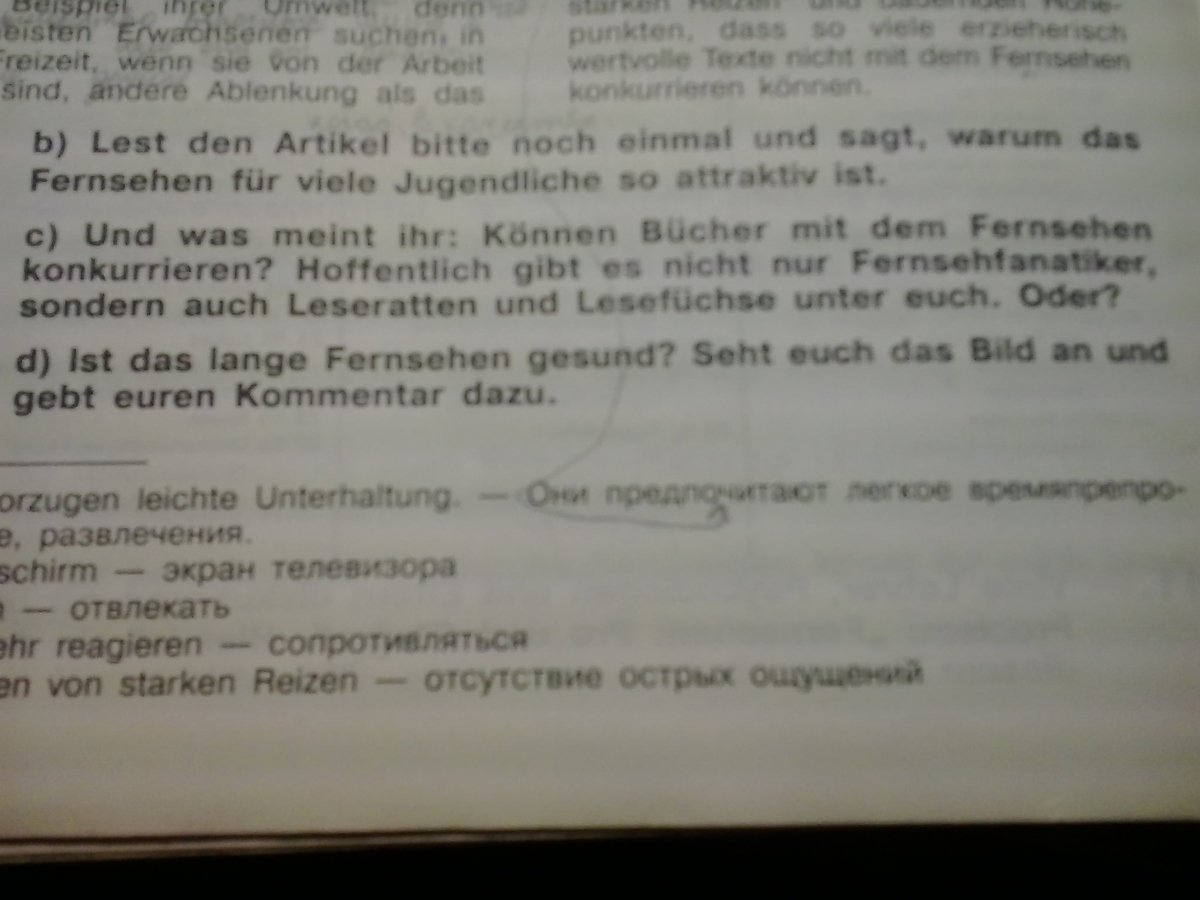 Beispiel ihrer Umwelt, denn
eisten Erwachsenen suchen, in
Freizeit, wenn sie von der Arbeit
sind, andere Ablenkung als das
starken Reizen und dauernden Höhe-
punkten, dass so viele erzieherisch
wertvolle Texte nicht mit dem Fernsehen
konkurrieren können.
b) Lest den Artikel bitte noch einmal und sagt, warum das
Fernsehen für viele Jugendliche so attraktiv ist.
c) Und was meint ihr: Können Bücher mit dem Fernsehen
konkurrieren? Hoffentlich gibt es nicht nur Fernsehfanatiker,
sondern auch Leseratten und Lesefüchse unter euch. Oder?
d) Ist das lange Fernsehen gesund? Seht euch das Bild an und
gebt euren Kommentar dazu.
orzugen leichte Unterhaltung. — Они предпочитают легкое времяпрепро-
е, развлечения.
schirm — экран телевизора
n — отвлекать
ehr reagieren — сопротивляться
en von starken Reizen — отсутствие острых ощущений